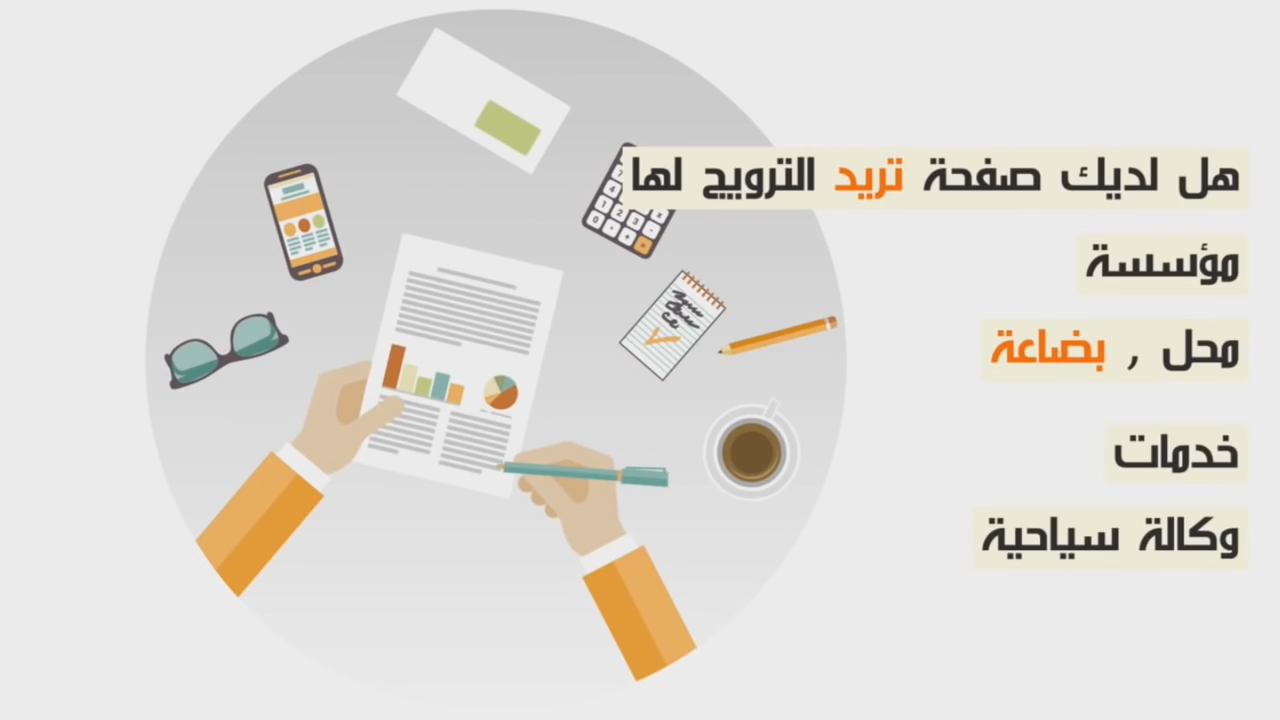 هل لديك صفحة تريد الترويج لها
مؤسسة
محل , بضاعة
خدمات
وكالة سياحية